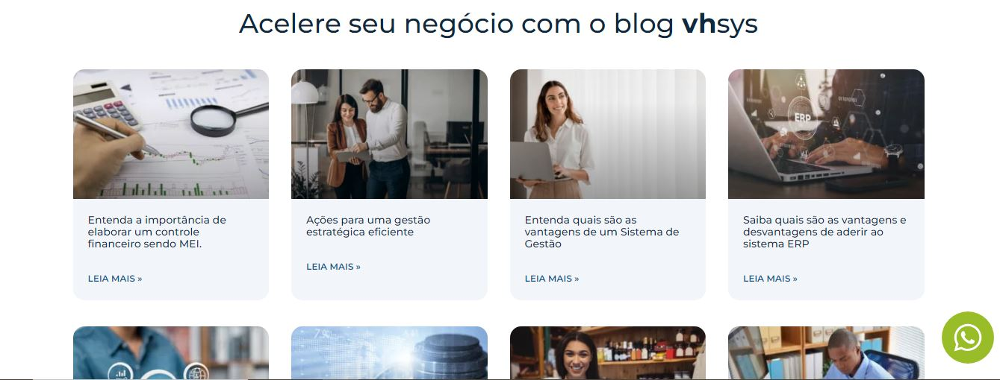 Acelere seu negócio com o blog vhsys
ERP
Entenda a importância de
elaborar um controle
financeiro sendo MEI.
LEIA MAIS »
Ações para uma gestão
estratégica eficiente
LEIA MAIS »
Entenda quais são as
vantagens de um Sistema de
Gestão
LEIA MAIS »
Saiba quais são as vantagens e
desvantagens de aderir ao
sistema ERP
LEIA MAIS »